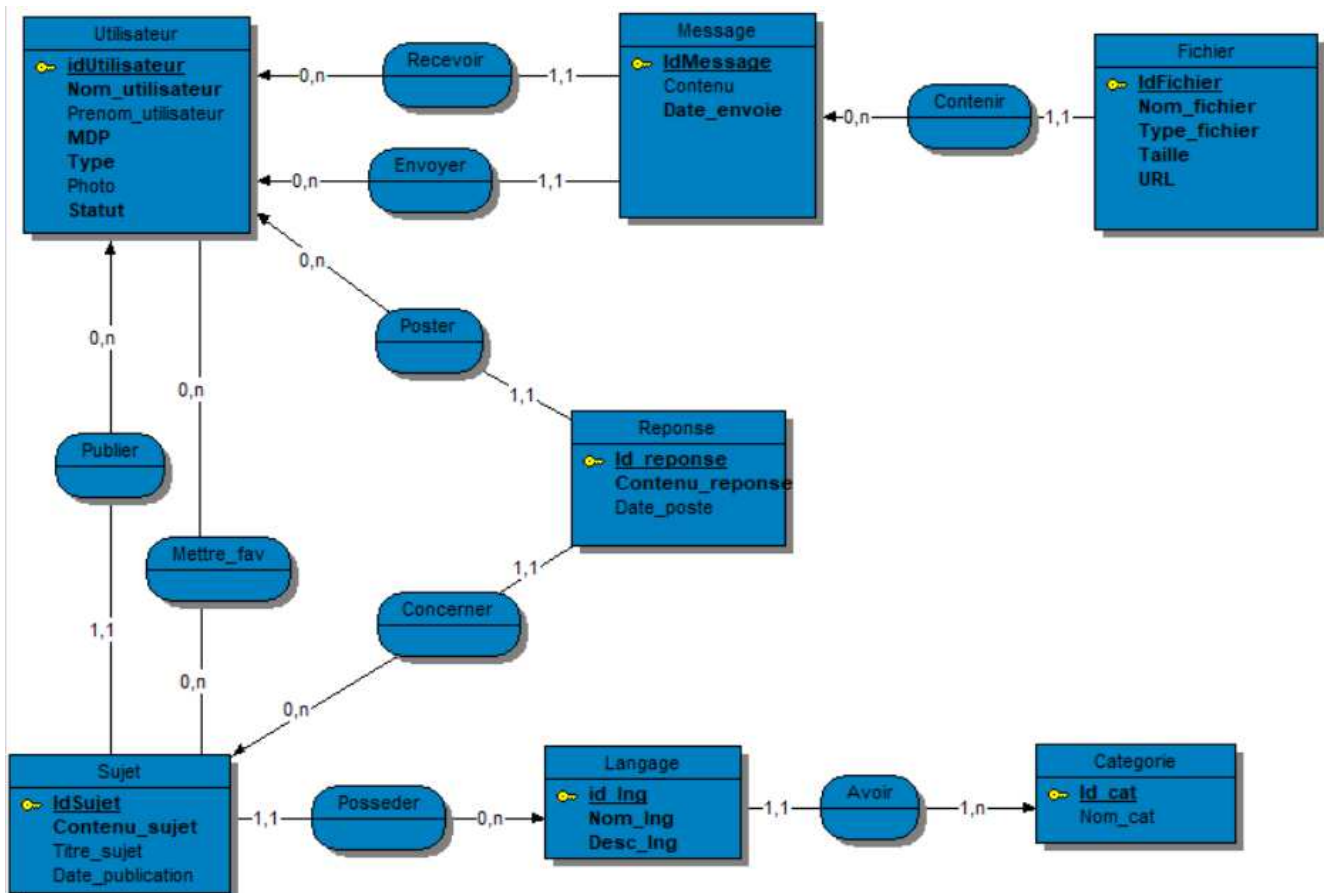 Utilisateur
idUtilisateur
Nom_utilisateur
Prenom_utilisateur
MDP
Type
Photo
Statut
0,n
Recevoir
1,1
0,n
Envoyer
1,1
Message
IdMessage
Contenu
Date_envoie
0,n
Contenir
1,1
Fichier
IdFichier
Nom_fichier
Type_fichier
Taille
URL
0,n
Poster
1,1
0,n
Publier
1,1
0,n
Mettre_fav
0,n
Reponse
Id_reponse
Contenu_reponse
Date_poste
1,1
Concerner
0,n
Sujet
IdSujet
Contenu_sujet
Titre_sujet
Date_publication
1,1
Posseder
0,n
Langage
id_lng
Nom_lng
Desc_lng
1,1
Avoir
1,n
Categorie
Id_cat
Nom_cat